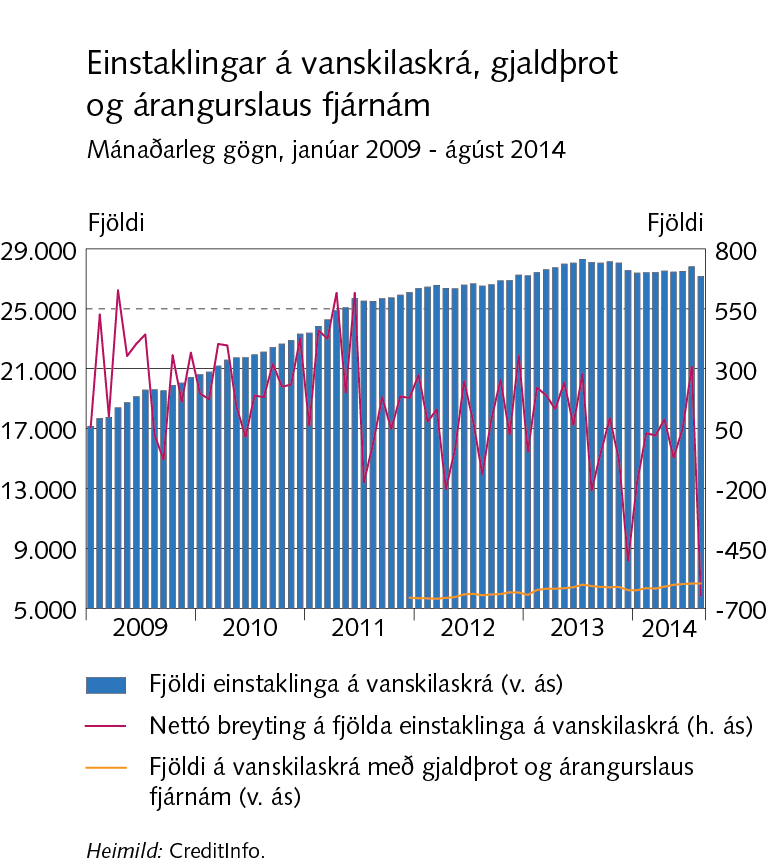 Einstaklingar á vanskilaskrá, gjaldþrot
og árangurslaus fjárnám
Mánaðarleg gögn, janúar 2009 - ágúst 2014
Fjöldi Fjöldi
29.000 800
25.000 550
21.000 300
17.000 50
13.000 -200
9.000 -450
5.000 -700
2009 2010 2011 2012 2013 2014
Fjöldi einstaklinga á vanskilaskrá (v. ás)
Nettó breyting á fjölda einstaklinga á vanskilaskrá (h. ás)
Fjöldi á vanskilaskrá með gjaldþrot og árangurslaus
fjárnám (v. ás)
Heimild: CreditInfo.